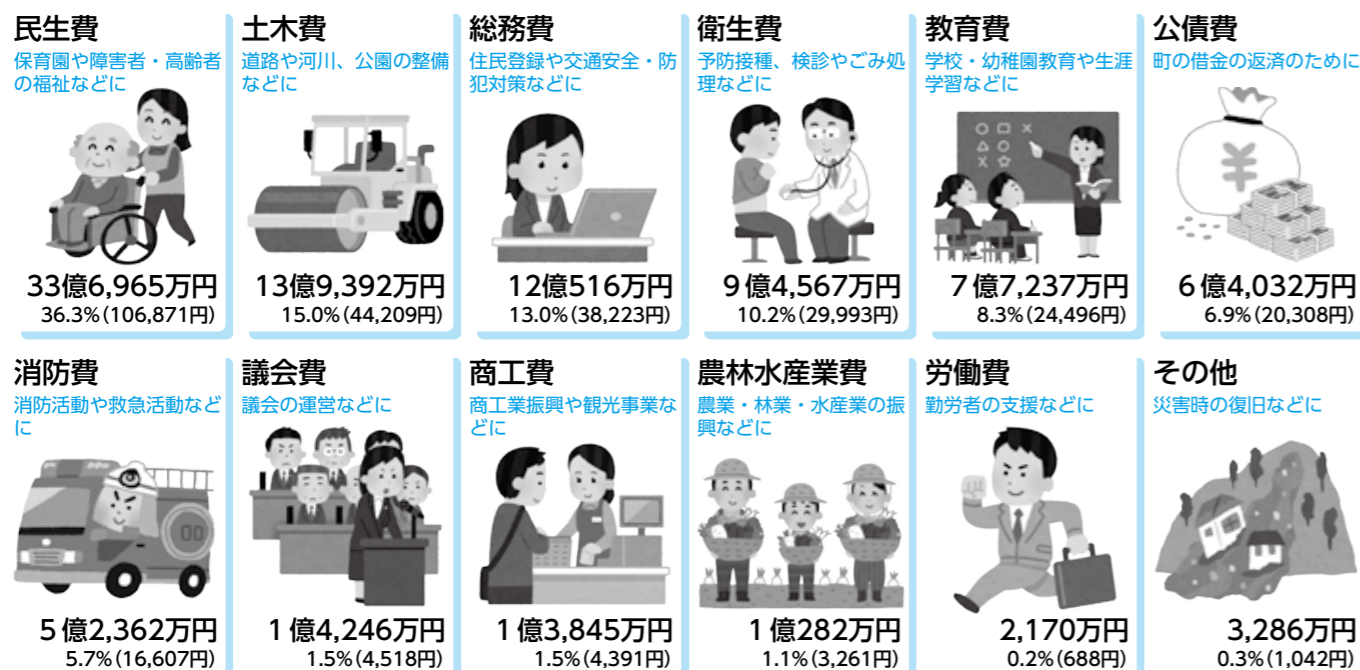 民生費
保育園や障害者・高齢者
の福祉などに
33億6,965万円
36.3%(106,871円)
土木費
道路や河川、公園の整備
などに
13億9,392万円
15.0%(44,209円)
総務費
住民登録や交通安全・防
犯対策などに
12億516万円
13.0%(38,223円)
衛生費
予防接種、検診やごみ処
理などに
9億4,567万円
10.2%(29,993円)
教育費
学校・幼稚園教育や生涯
学習などに
7億7,237万円
8.3%(24,496円)
公債費
町の借金の返済のために
¥
6億4,032万円
6.9%(20,308円)
消防費
消防活動や救急活動など
に
5億2,362万円
5.7%(16,607円)
議会費
議会の運営などに
1億4,246万円
1.5%(4,518円)
商工費
商工業振興や観光事業な
どに
1億3,845万円
1.5%(4,391円)
農林水産業費
農業・林業・水産業の振
興などに
1億282万円
1.1%(3,261円)
労働費
勤労者の支援などに
2,170万円
0.2%(688円)
その他
災害時の復旧などに
3,286万円
0.3%(1,042円)